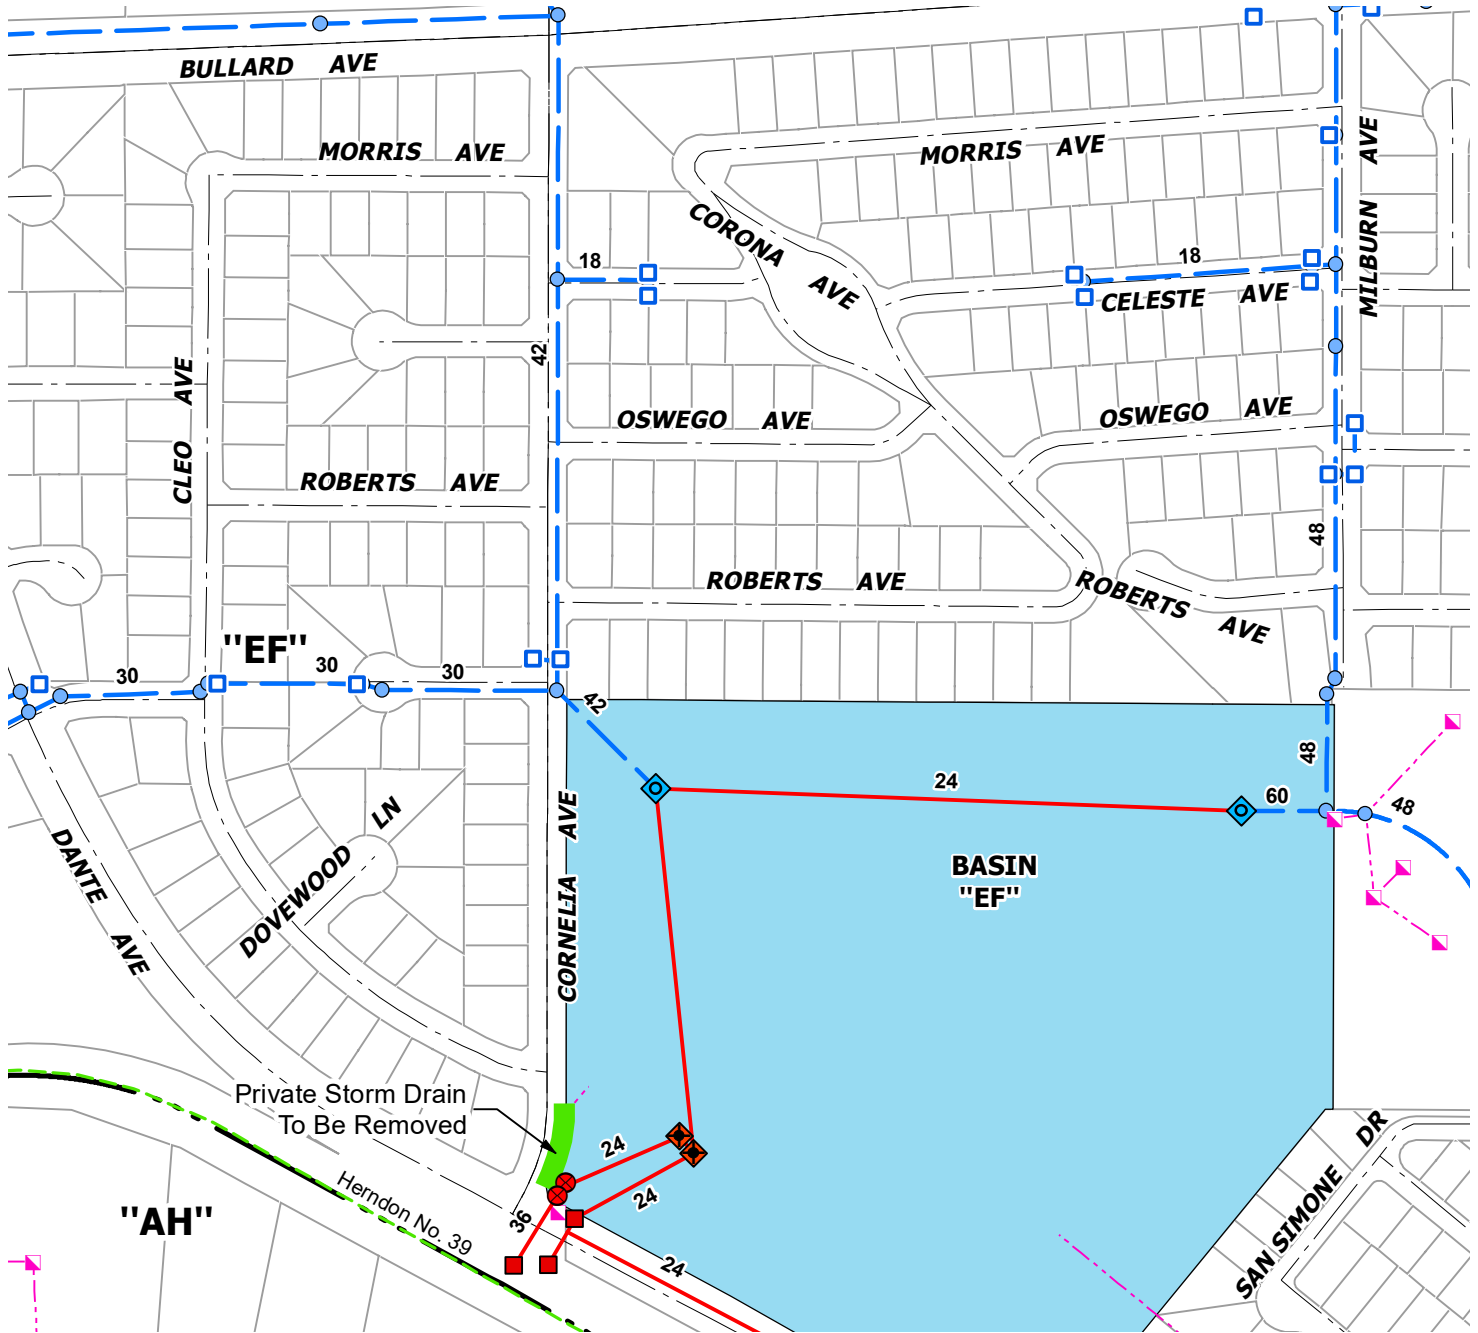 BULLARD AVE
MORRIS AVE
MORRIS AVE
MILBURN AVE
CORONA AVE
18
18
CELESTE AVE
42
CLEO AVE
OSWEGO AVE
OSWEGO AVE
ROBERTS AVE
48
ROBERTS AVE
ROBERTS AVE
"EF"
30
30
30
42
48
24
60
48
DANTE AVE
DOVEWOOD LN
CORNELIA AVE
BASIN
"EF"
Private Storm Drain
To Be Removed
24
24
36
24
Herndon No. 39
"AH"
SAN SIMONE DR